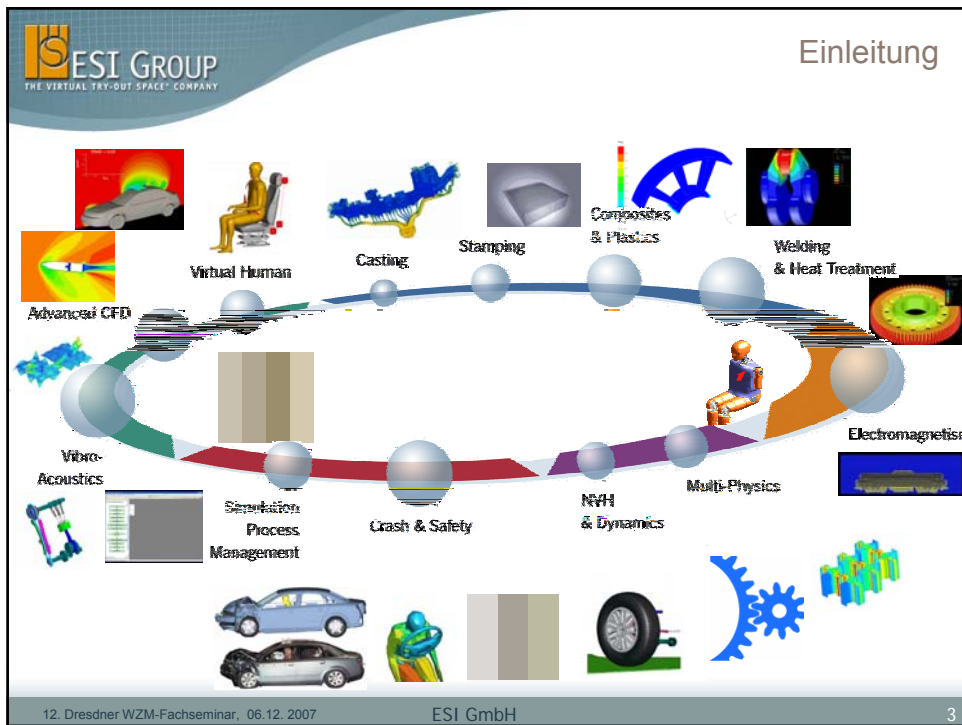 ESI GROUP
THE VIRTUAL TRY-OUT SPACE® COMPANY
Einleitung
Virtual Human
Casting
Stamping
Composites
& Plastics
Welding
& Heat Treatment
Advanced CFD
Electromagnetism
Vibro-
Acoustics
Simulation
Process
Management
Crash & Safety
NVH
& Dynamics
Multi-Physics
12. Dresdner WZM-Fachseminar, 06.12. 2007
ESI GmbH
3